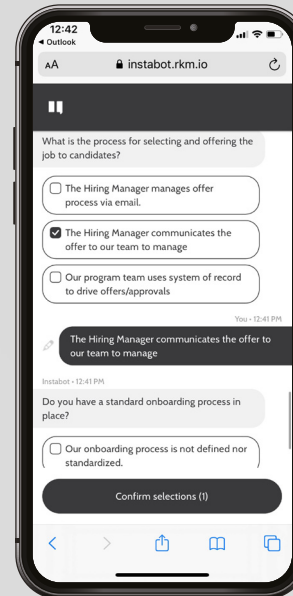 12:42
◀ Outlook
AA
instabot.rkm.io
What is the process for selecting and offering the
job to candidates?
The Hiring Manager manages offer
process via email.
The Hiring Manager communicates the
offer to our team to manage
Our program team uses system of record
to drive offers/approvals
You • 12:41 PM
The Hiring Manager communicates the offer to
our team to manage
Instabot • 12:41 PM
Do you have a standard onboarding process in
place?
Our onboarding process is not defined nor
standardized.
Confirm selections (1)